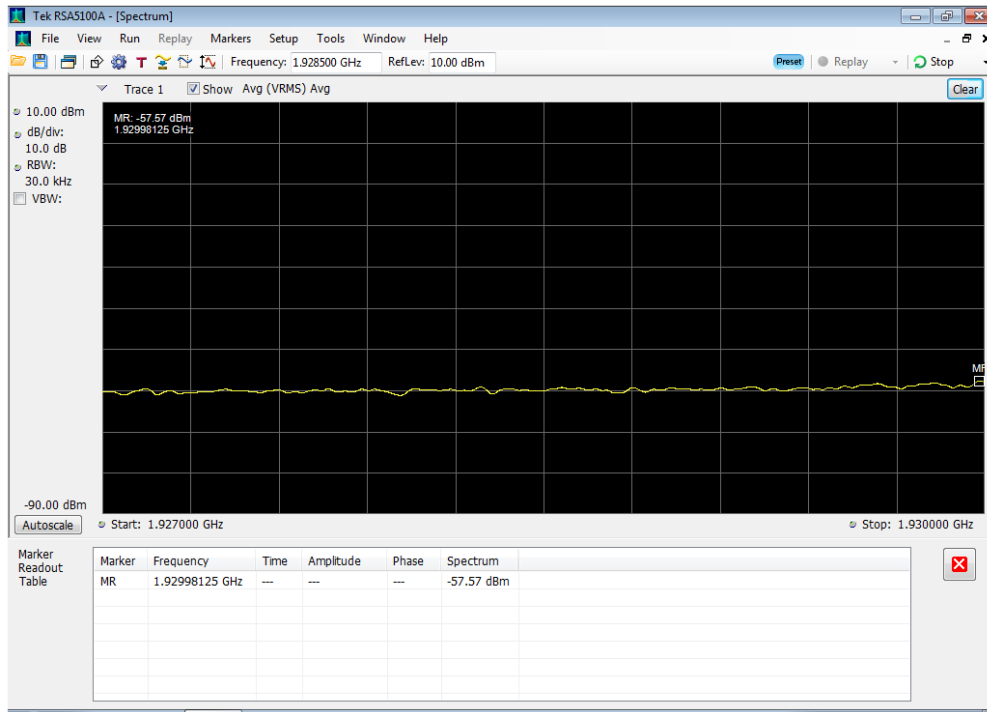 Tek RSA5100A - [Spectrum]
File View Run Replay Markers Setup Tools Window Help
T Frequency: 1.928500 GHz RefLev: 10.00 dBm Preset Replay Stop
Trace 1 Show Avg (VRMS) Avg Clear
10.00 dBm
dB/div:
10.0 dB
RBW:
30.0 kHz
VBW:
MR: -57.57 dBm
1.92998125 GHz
MR
-90.00 dBm
Autoscale Start: 1.927000 GHz Stop: 1.930000 GHz
Marker
Readout
Table
Marker Frequency Time Amplitude Phase Spectrum
MR 1.92998125 GHz --- --- --- -57.57 dBm